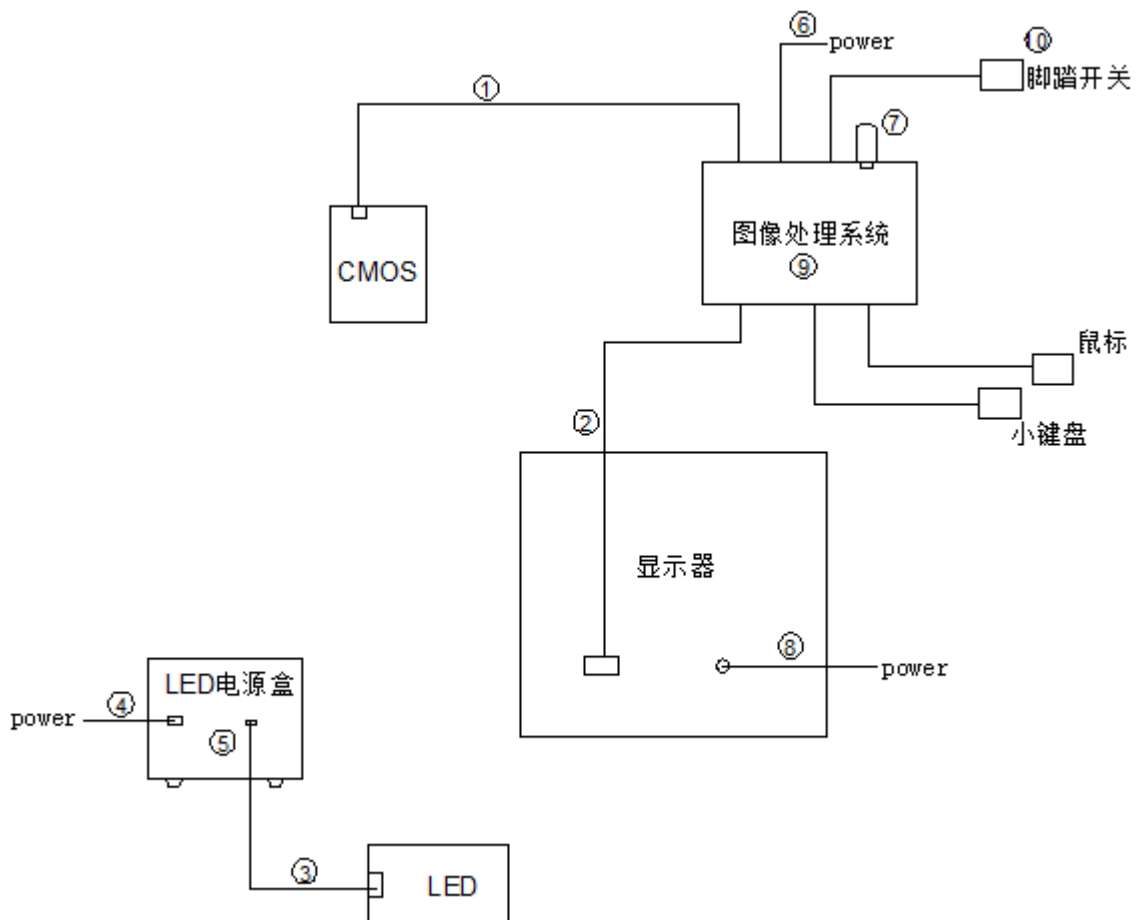 ⑥
power
⑩
脚踏开关
①
⑦
图像处理系统
⑨
CMOS
鼠标
小键盘
②
显示器
⑧
power
LED电源盒
④
power
⑤
③
LED